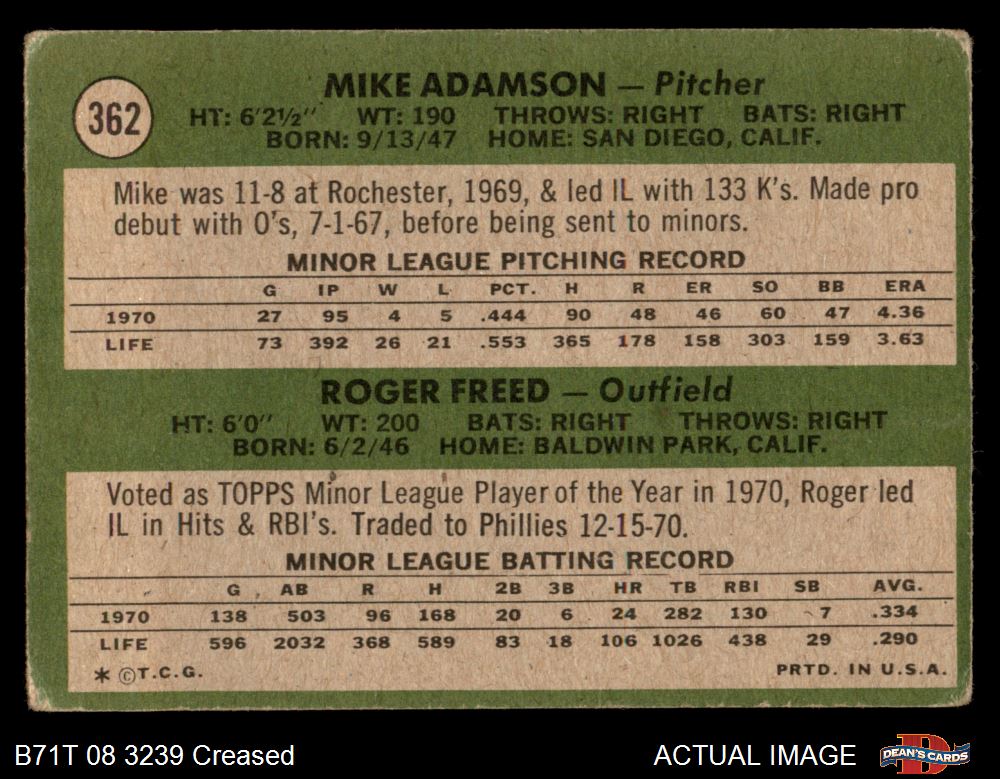 362
MIKE ADAMSON — Pitcher
HT: 6'2½" WT: 190 THROWS: RIGHT BATS: RIGHT
BORN: 9/13/47 HOME: SAN DIEGO, CALIF.
Mike was 11-8 at Rochester, 1969, & led IL with 133 K's. Made pro
debut with O's, 7-1-67, before being sent to minors.
MINOR LEAGUE PITCHING RECORD
G IP W L PCT. H R ER SO BB ERA
1970 27 95 4 5 .444 90 48 46 60 47 4.36
LIFE 73 392 26 21 .553 365 178 158 303 159 3.63
ROGER FREED — Outfield
HT: 6'0" WT: 200 BATS: RIGHT THROWS: RIGHT
BORN: 6/2/46 HOME: BALDWIN PARK, CALIF.
Voted as TOPPS Minor League Player of the Year in 1970, Roger led
IL in Hits & RBI's. Traded to Phillies 12-15-70.
MINOR LEAGUE BATTING RECORD
G AB R H 2B 3B HR TB RBI SB AVG.
1970 138 503 96 168 20 6 24 282 130 7 .334
LIFE 596 2032 368 589 83 18 106 1026 438 29 .290
* ©T.C.G. PRTD. IN U.S.A.
B71T 08 3239 Creased ACTUAL IMAGE D DEAN'S CARDS